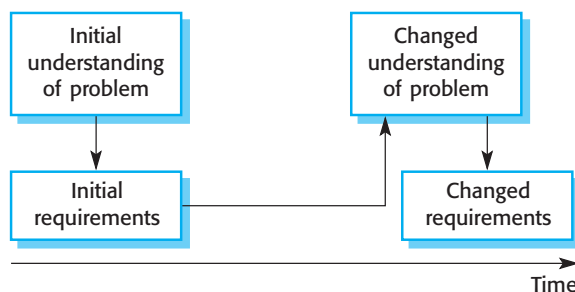 Initial
understanding
of problem
Changed
understanding
of problem
Initial
requirements
Changed
requirements
Time